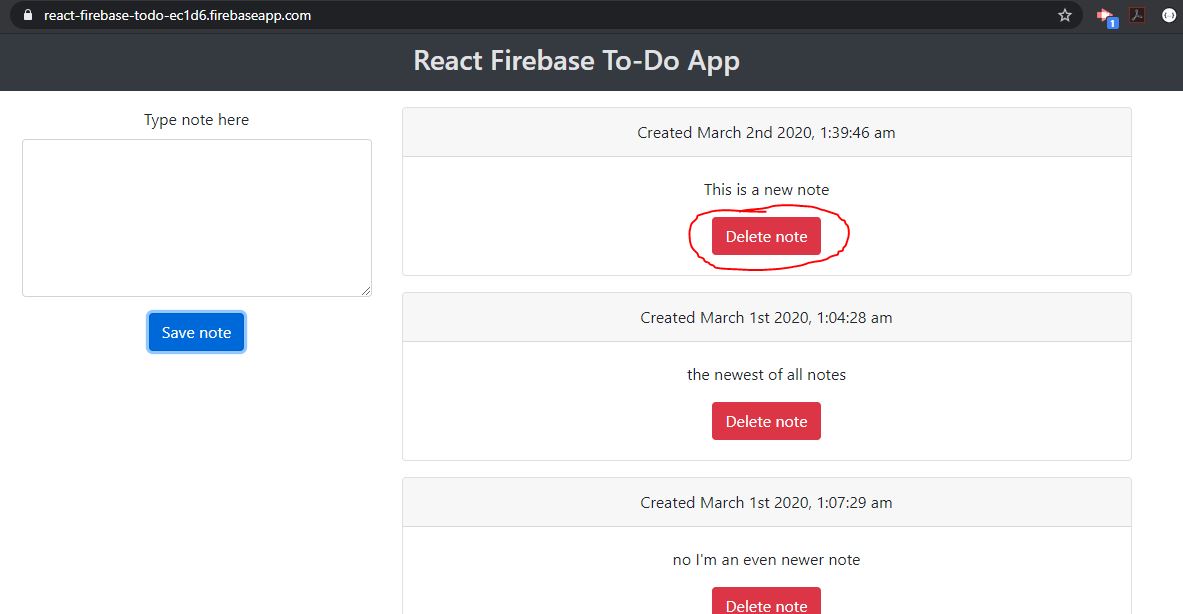 react-firebase-todo-ec1d6.firebaseapp.com
1
React Firebase To-Do App
Type note here
Save note
Created March 2nd 2020, 1:39:46 am
This is a new note
Delete note
Created March 1st 2020, 1:04:28 am
the newest of all notes
Delete note
Created March 1st 2020, 1:07:29 am
no I'm an even newer note
Delete note